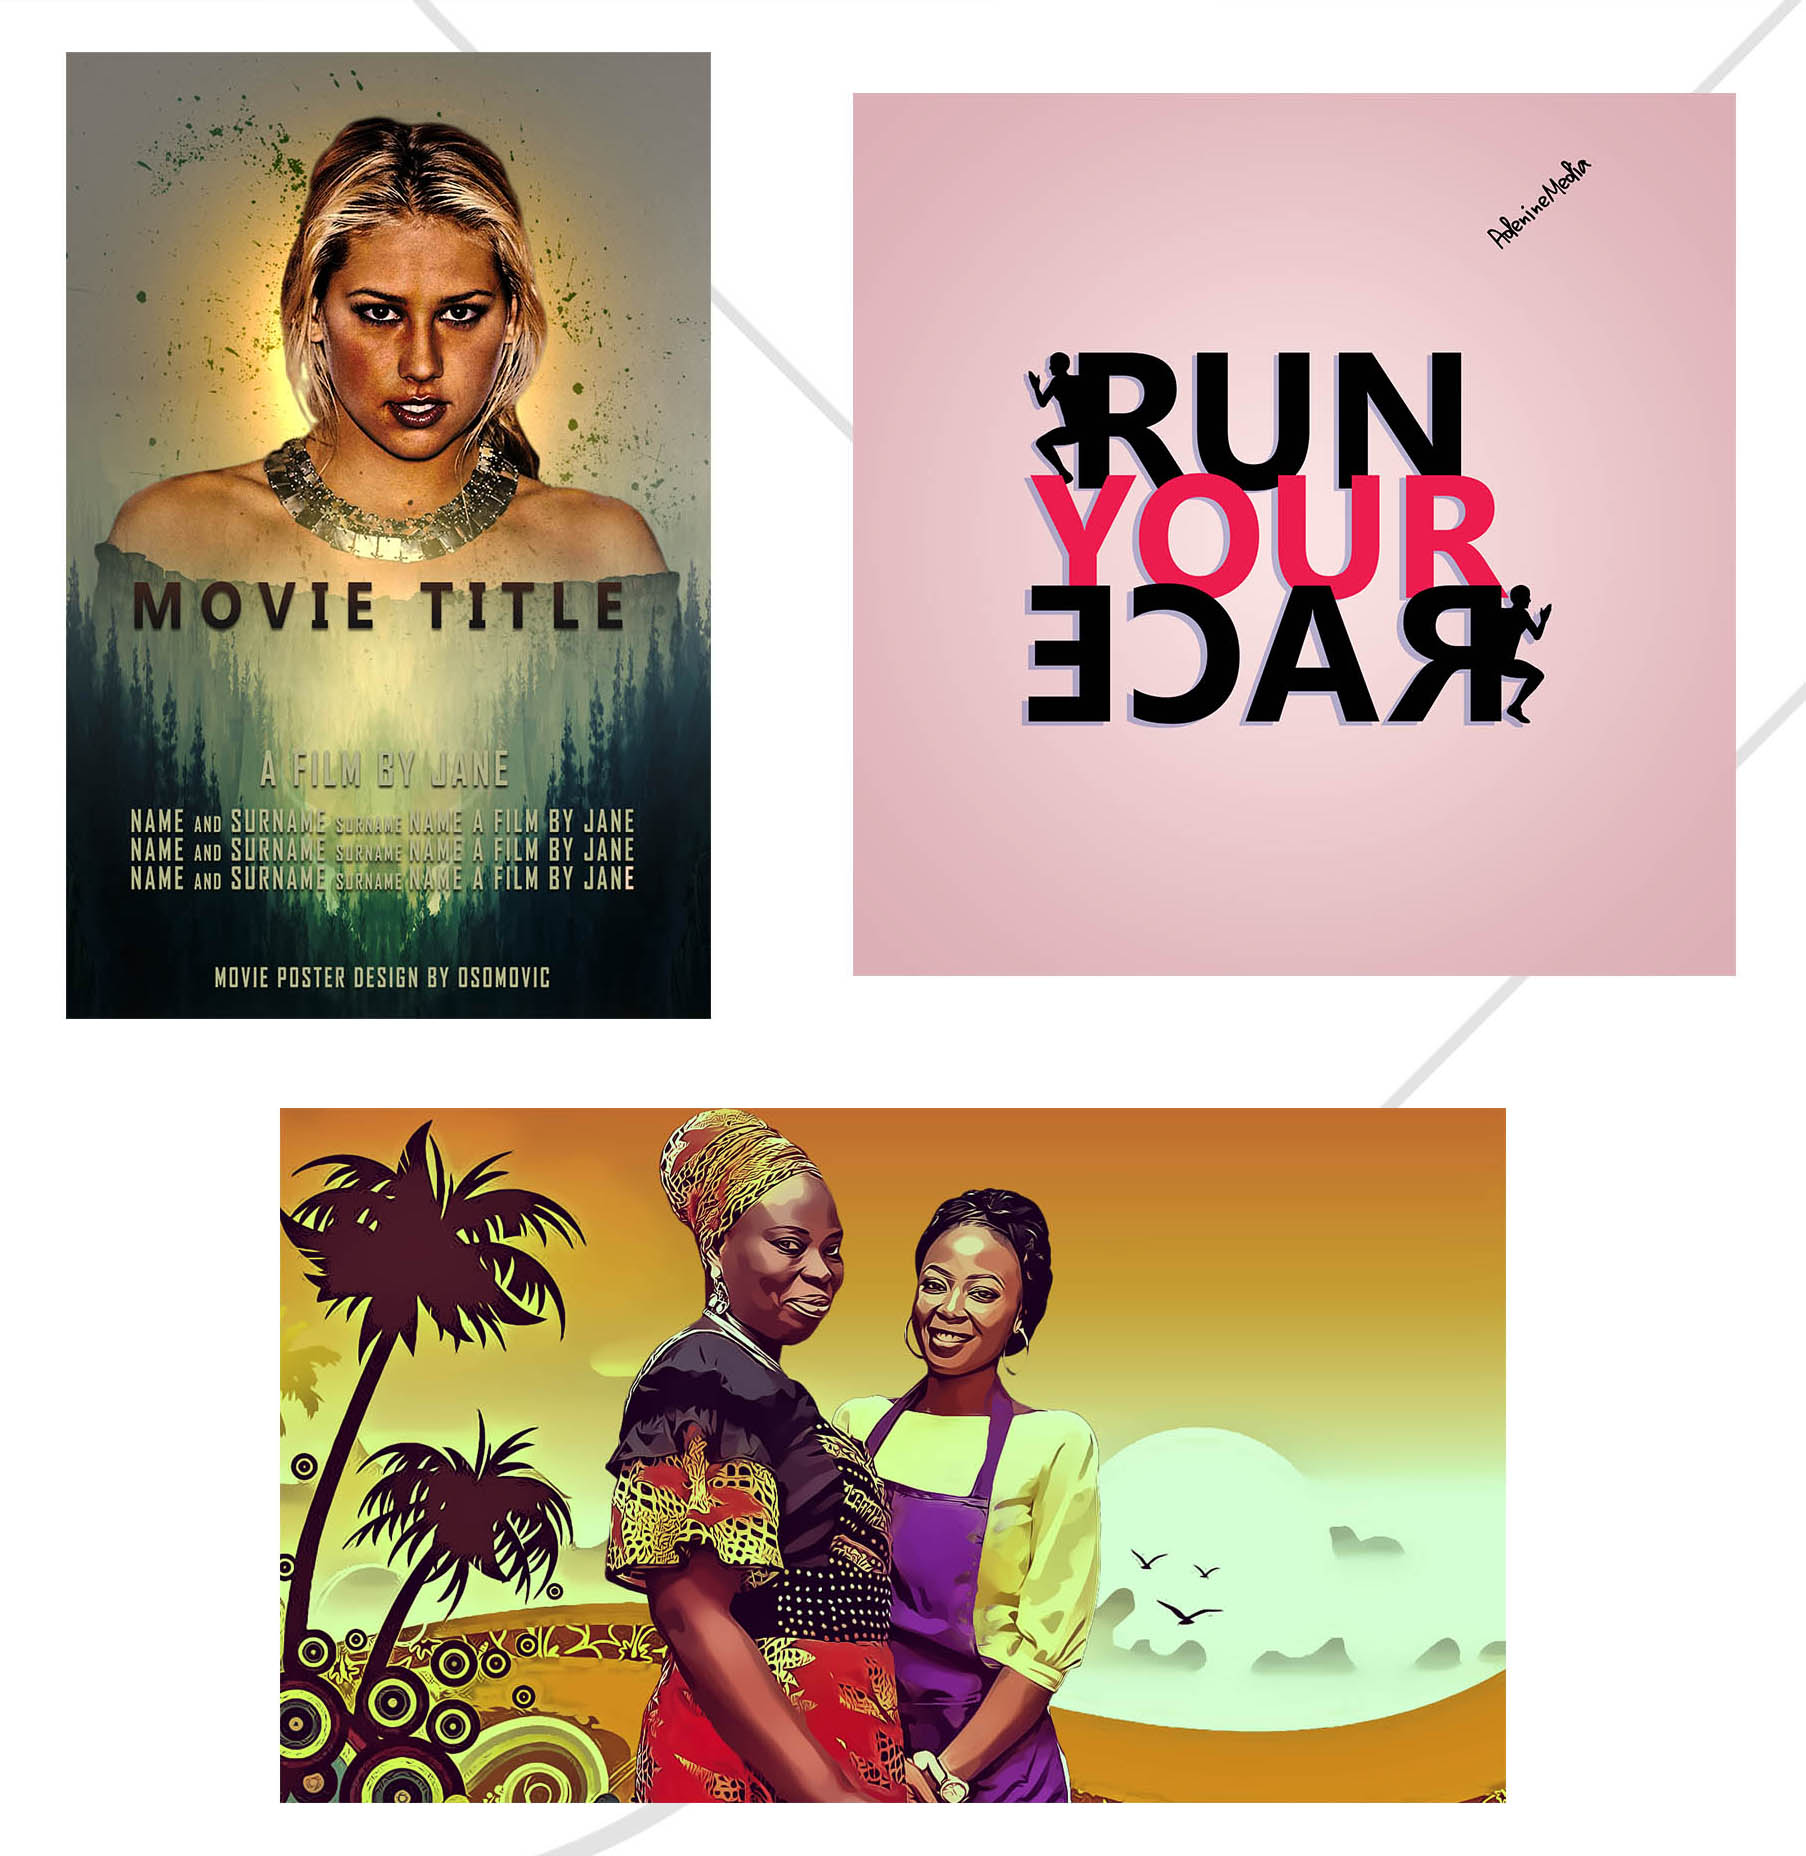 MOVIE TITLE
A FILM BY JANE
NAME AND SURNAME SURNAME NAME A FILM BY JANE
NAME AND SURNAME SURNAME NAME A FILM BY JANE
NAME AND SURNAME SURNAME NAME A FILM BY JANE
MOVIE POSTER DESIGN BY OSOMOVIC
AdenineMedia
RUN
YOUR
RACE